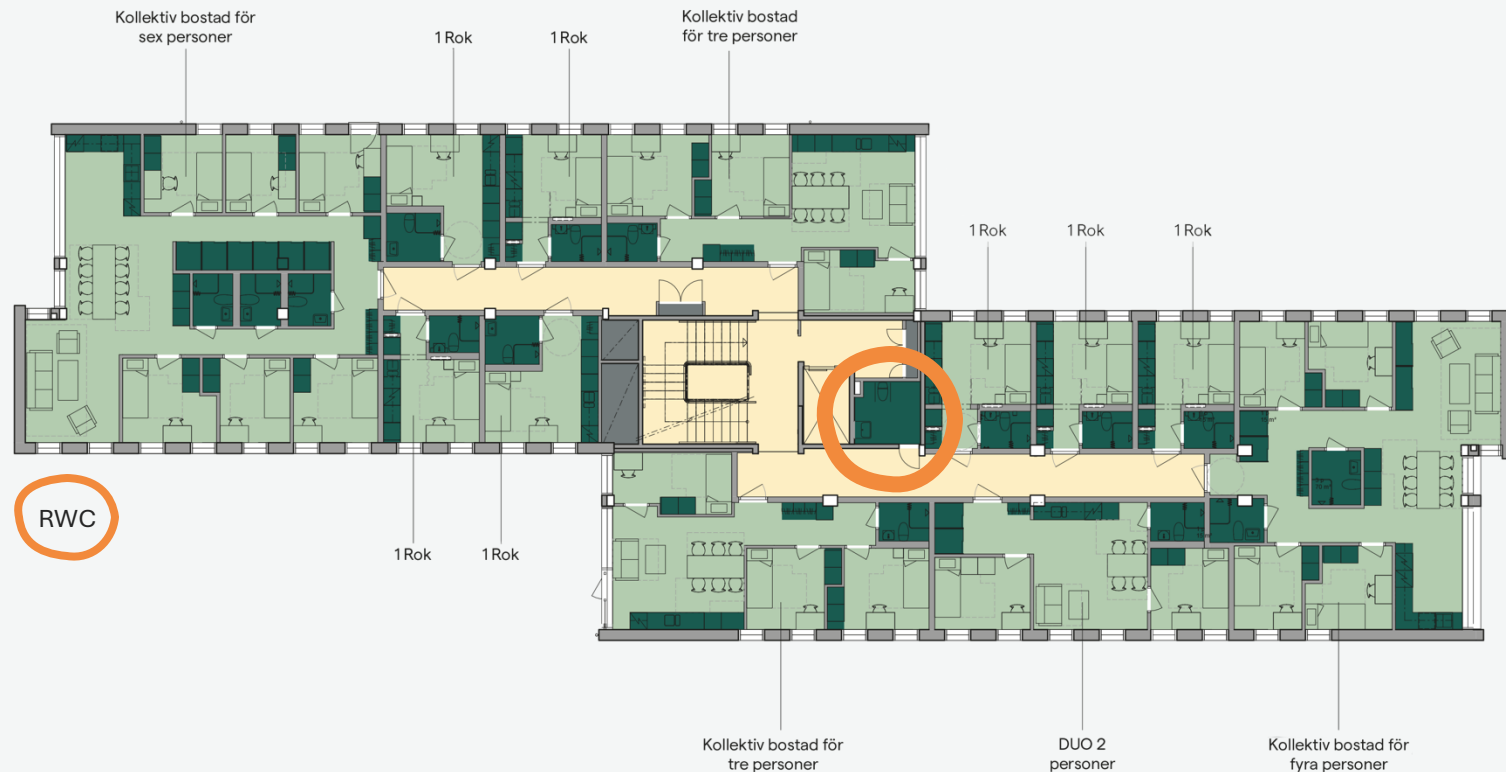 Kollektiv bostad för
sex personer
1 Rok
1 Rok
Kollektiv bostad
för tre personer
1 Rok
1 Rok
1 Rok
RWC
1 Rok
1 Rok
Kollektiv bostad för
tre personer
DUO 2
personer
Kollektiv bostad för
fyra personer